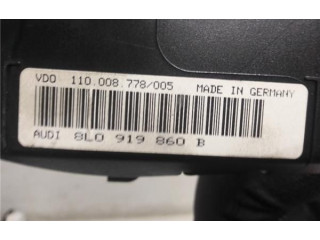 VDO 110.008.778/005 MADE IN GERMANY
AUDI 8L0 919 860 B